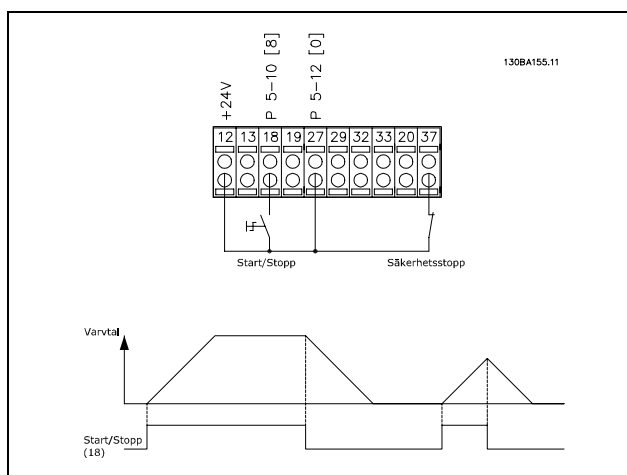 130BA155.11
+24V
P 5-10 [8]
P 5-12 [0]
12 13 18 19 27 29 32 33 20 37
Start/Stopp
Säkerhetsstopp
Varvtal
Start/Stopp
(18)